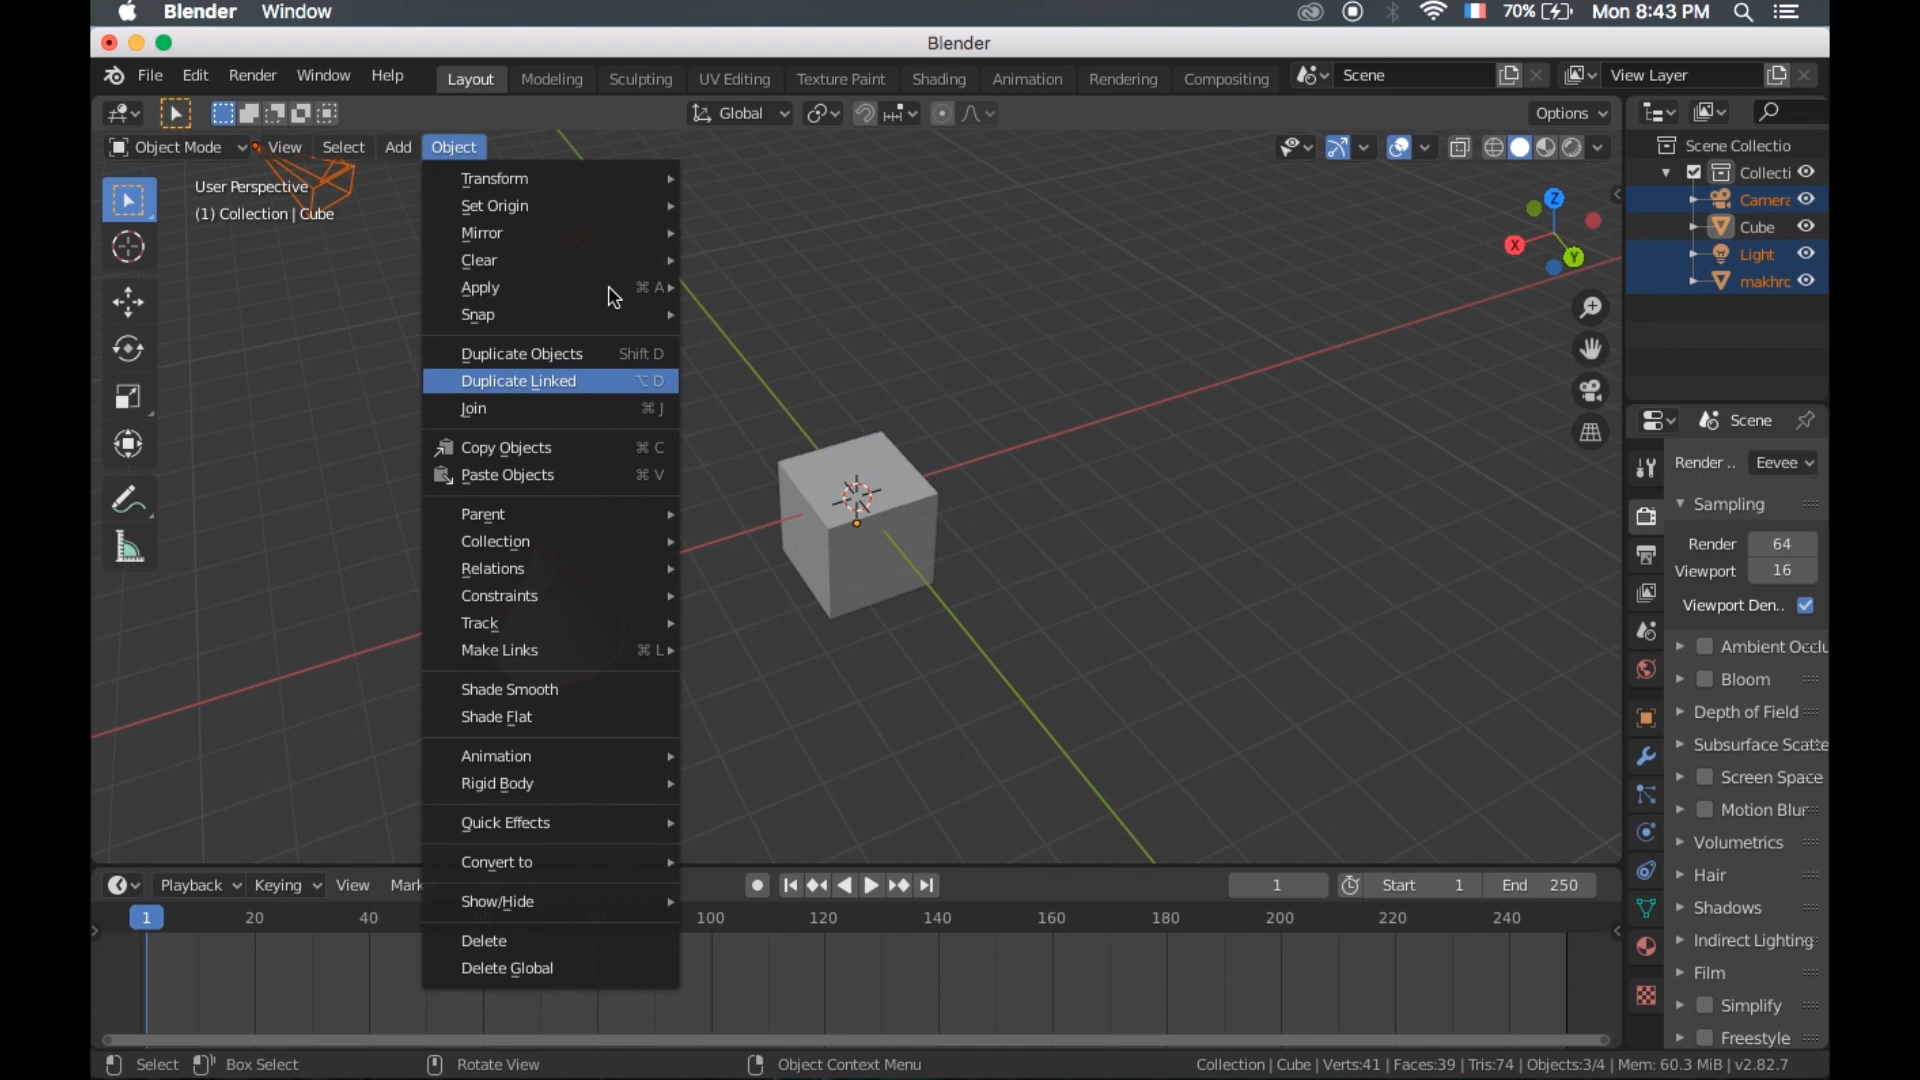 Blender Window 70% Mon 8:43 PM
Blender
File Edit Render Window Help Layout Modeling Sculpting UV Editing Texture Paint Shading Animation Rendering Compositing Scene View Layer
Global Options
Object Mode View Select Add Object
User Perspective
(1) Collection | Cube
Transform
Set Origin
Mirror
Clear
Apply ⌘ A
Snap
Duplicate Objects Shift D
Duplicate Linked ⌥ D
Join ⌘ J
Copy Objects ⌘ C
Paste Objects ⌘ V
Parent
Collection
Relations
Constraints
Track
Make Links ⌘ L
Shade Smooth
Shade Flat
Animation
Rigid Body
Quick Effects
Convert to
Show/Hide
Delete
Delete Global
Z
X
Y
Scene Collectio
Collecti
Camera
Cube
Light
makhro
Scene
Render .. Eevee
Sampling
Render 64
Viewport 16
Viewport Den..
Ambient Occlu
Bloom
Depth of Field
Subsurface Scatte
Screen Space
Motion Blur
Volumetrics
Hair
Shadows
Indirect Lighting
Film
Simplify
Freestyle
Playback Keying View Mark 1 Start 1 End 250
1 20 40 100 120 140 160 180 200 220 240
Select Box Select Rotate View Object Context Menu Collection | Cube | Verts:41 | Faces:39 | Tris:74 | Objects:3/4 | Mem: 60.3 MiB | v2.82.7